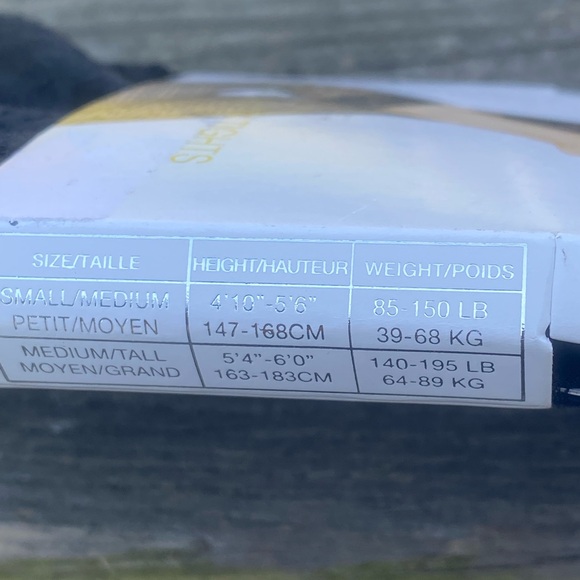 SIZE/TAILLE HEIGHT/HAUTEUR WEIGHT/POIDS
SMALL/MEDIUM 4'10"-5'6" 85-150 LB
PETIT/MOYEN 147-168CM 39-68 KG
MEDIUM/TALL 5'4"-6'0" 140-195 LB
MOYEN/GRAND 163-183CM 64-89 KG